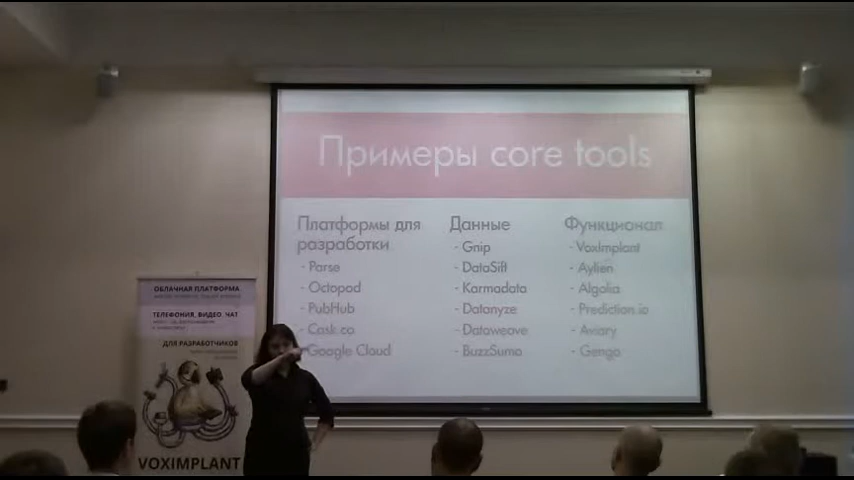 Примеры core tools
Платформы для
разработки
- Parse
- Octopod
- PubHub
- Cask co
- Google Cloud
Данные
- Gnip
- DataSift
- Karmadata
- Datanyze
- Dataweave
- BuzzSumo
Функционал
- VoxImplant
- Aylien
- Algolia
- Prediction.io
- Aviary
- Gengo
ОБЛАЧНАЯ ПЛАТФОРМА
ТЕЛЕФОНИЯ, ВИДЕО, ЧАТ
ДЛЯ РАЗРАБОТЧИКОВ
VOXIMPLANT